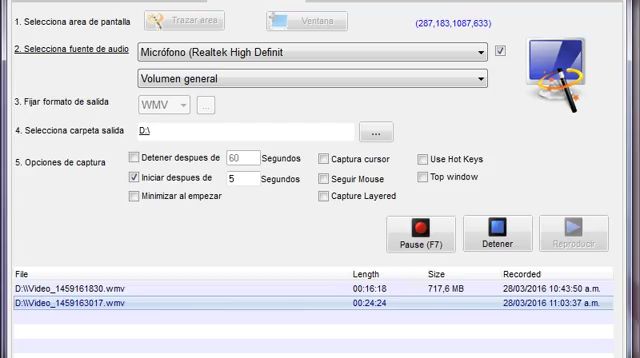 1. Selecciona area de pantalla
Trazar area
Ventana
(287,183,1087,633)
2. Selecciona fuente de audio
Micrófono (Realtek High Definit
Volumen general
3. Fijar formato de salida
WMV
...
4. Selecciona carpeta salida
D:\
...
5. Opciones de captura
Detener despues de 60 Segundos
Captura cursor
Use Hot Keys
Iniciar despues de 5 Segundos
Seguir Mouse
Top window
Minimizar al empezar
Capture Layered
Pause (F7)
Detener
Reproducir
File Length Size Recorded
D:\\Video_1459161830.wmv 00:16:18 717,6 MB 28/03/2016 10:43:50 a.m.
D:\\Video_1459163017.wmv 00:24:24 28/03/2016 11:03:37 a.m.